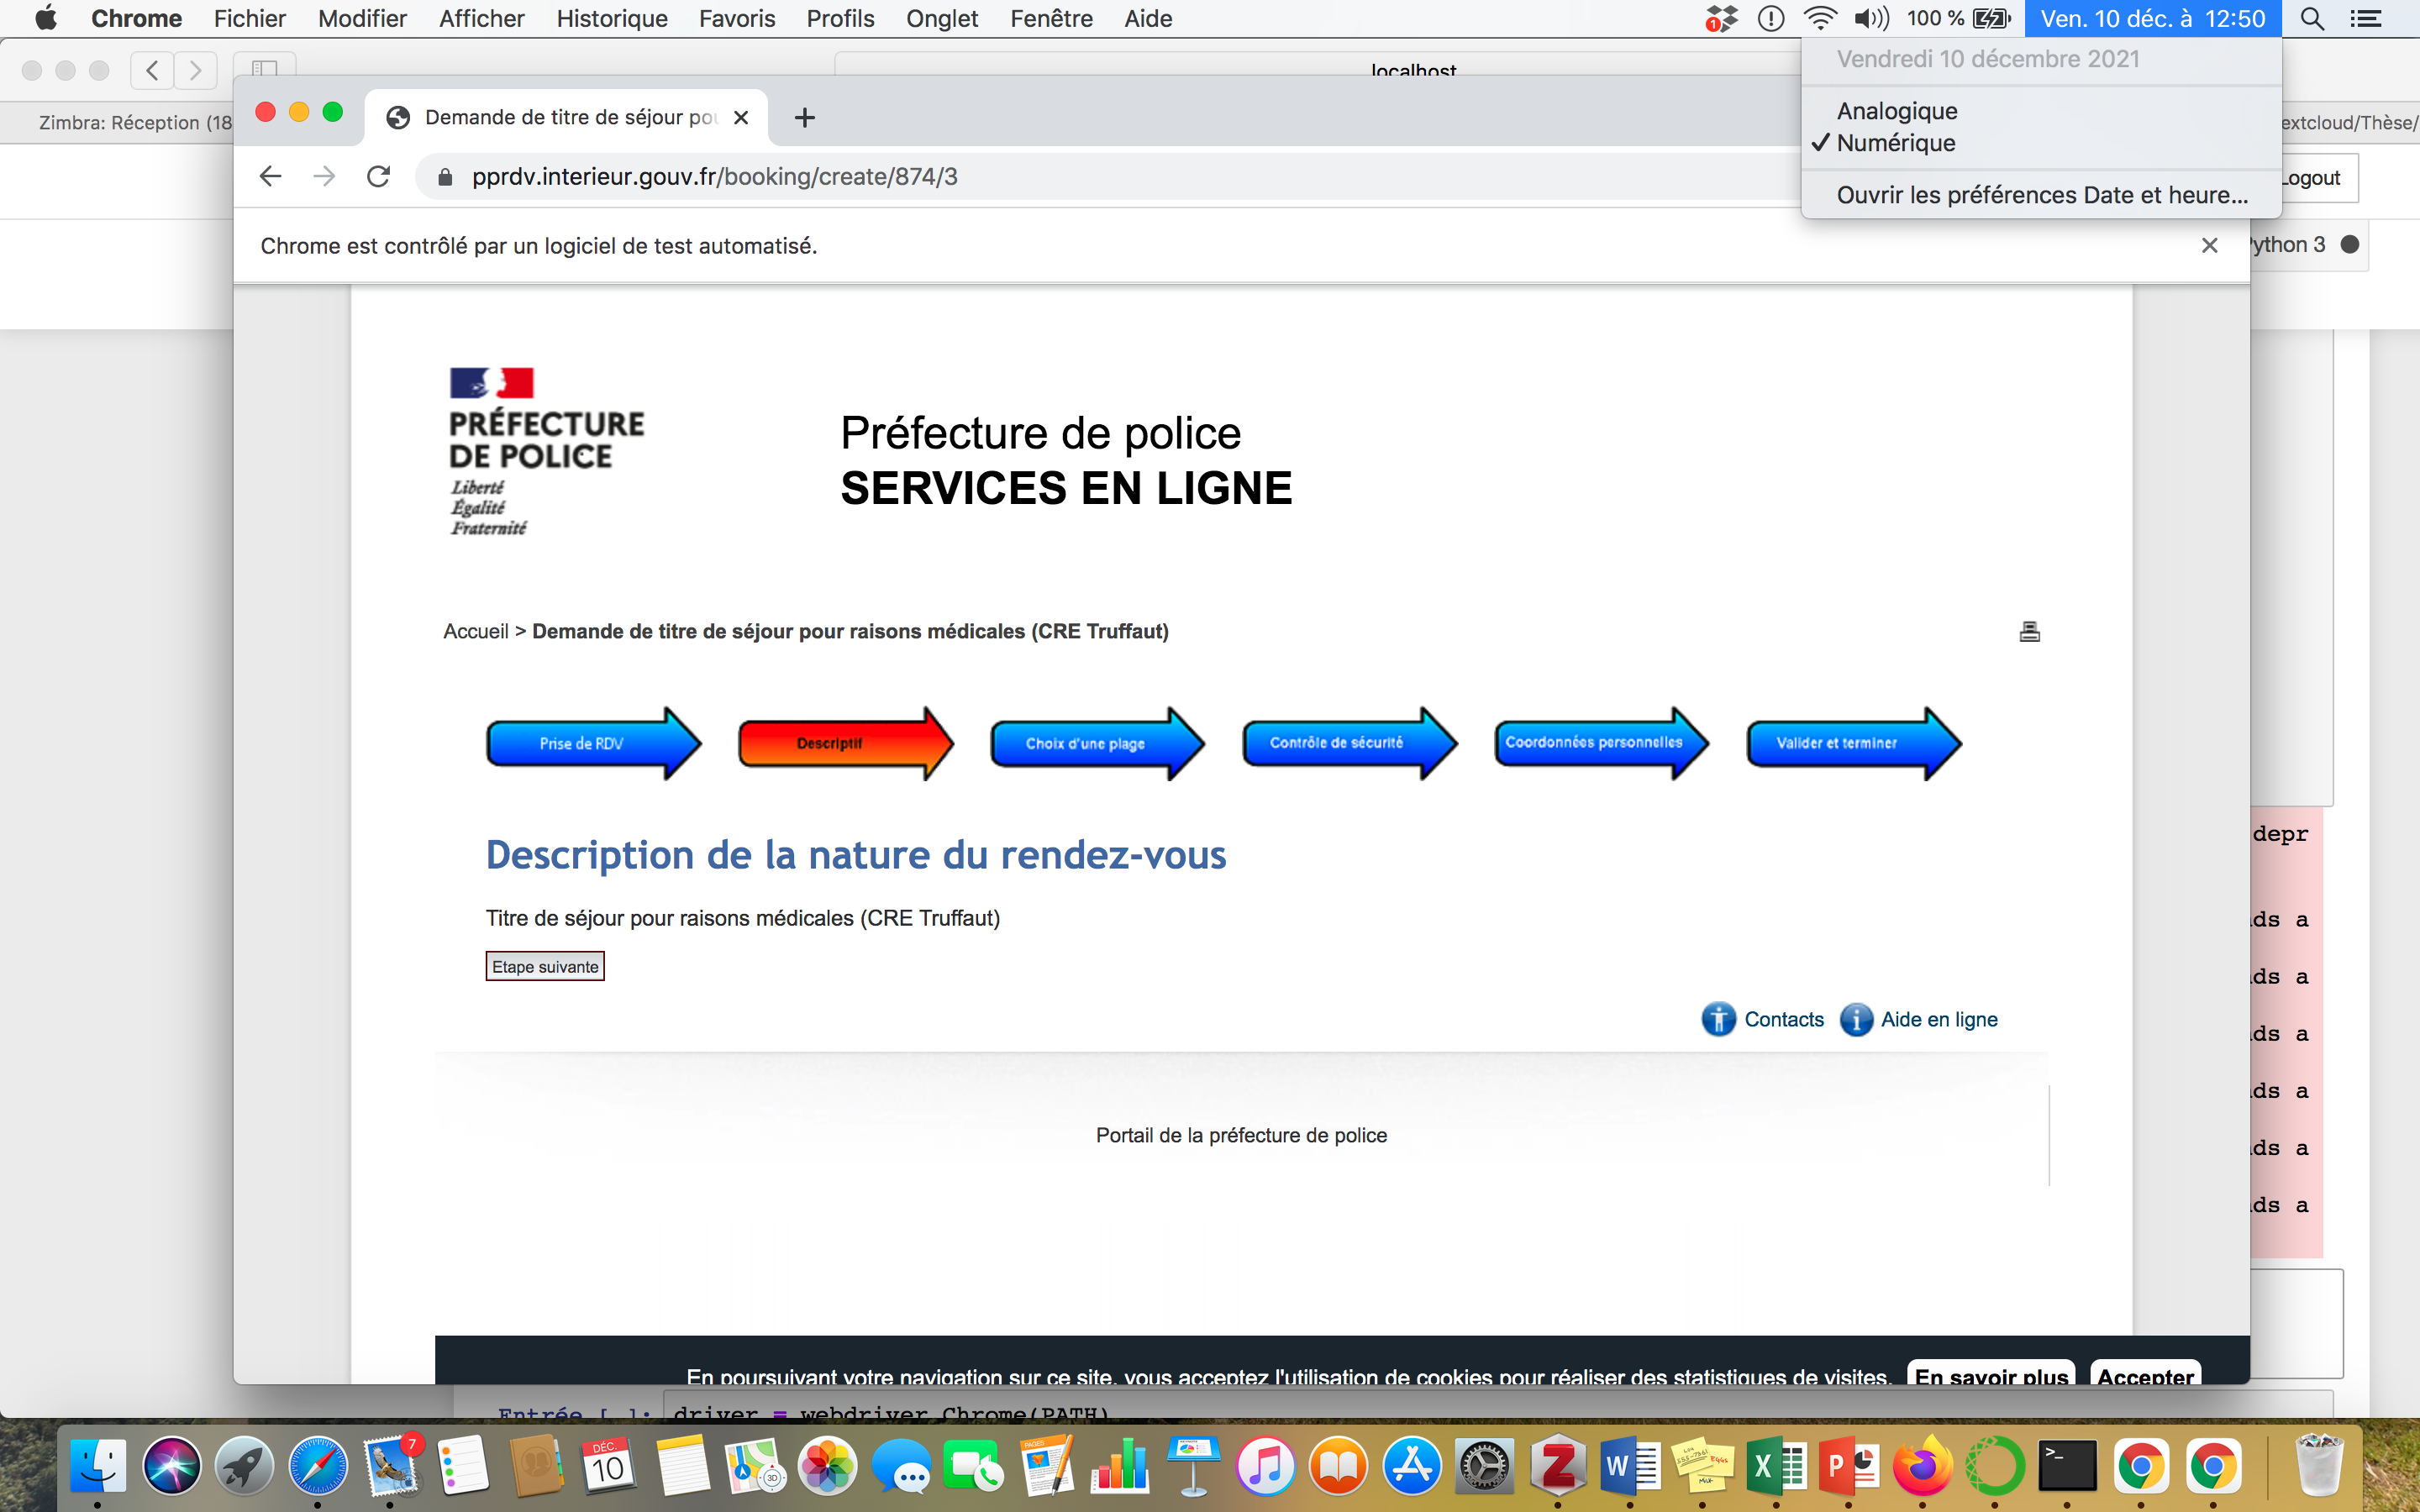 Chrome Fichier Modifier Afficher Historique Favoris Profils Onglet Fenêtre Aide
1 100 % Ven. 10 déc. à 12:50
Vendredi 10 décembre 2021
Analogique
✓ Numérique
Ouvrir les préférences Date et heure...
localhost
Zimbra: Réception (18
extcloud/Thèse/
Logout
ython 3
Demande de titre de séjour pou
pprdv.interieur.gouv.fr/booking/create/874/3
Chrome est contrôlé par un logiciel de test automatisé.
PRÉFECTURE
DE POLICE
Liberté
Égalité
Fraternité
Préfecture de police
SERVICES EN LIGNE
Accueil > Demande de titre de séjour pour raisons médicales (CRE Truffaut)
Prise de RDV
Descriptif
Choix d'une plage
Contrôle de sécurité
Coordonnées personnelles
Valider et terminer
Description de la nature du rendez-vous
Titre de séjour pour raisons médicales (CRE Truffaut)
Etape suivante
Contacts Aide en ligne
Portail de la préfecture de police
En poursuivant votre navigation sur ce site, vous acceptez l'utilisation de cookies pour réaliser des statistiques de visites. En savoir plus Accepter
depr
ds a
ds a
ds a
ds a
ds a
ds a
Entrée [ ]: driver = webdriver.Chrome(PATH)
7
DÉC.
10
3D
PAGES